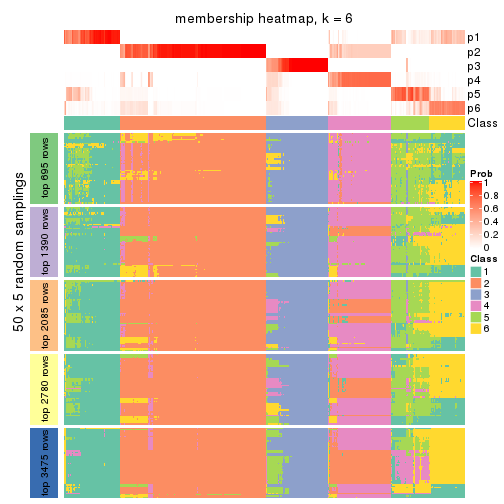 membership heatmap, k = 6
p1
p2
p3
p4
p5
p6
Class
50 x 5 random samplings
top 695 rows
top 1390 rows
top 2085 rows
top 2780 rows
top 3475 rows
Prob
1
0.8
0.6
0.4
0.2
0
Class
1
2
3
4
5
6